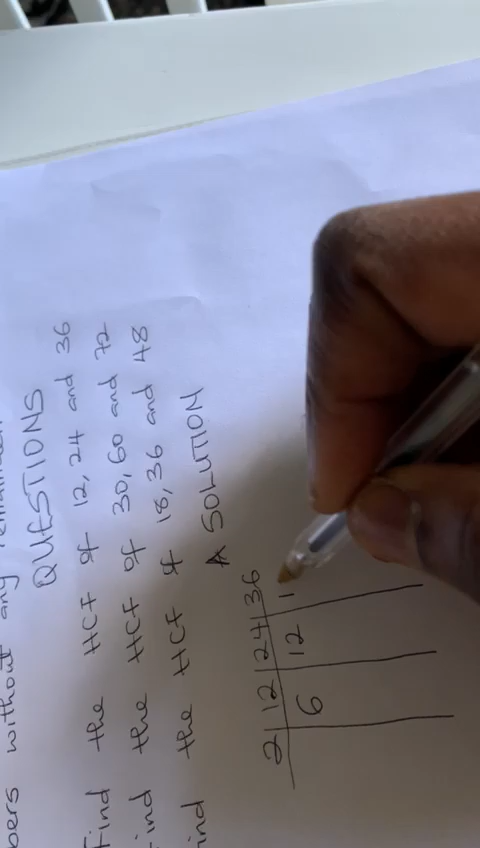 without any
QUESTIONS
Find the HCF of 12, 24 and 36
ind the HCF of 30, 60 and 72
ind the HCF of 18, 36 and 48
A SOLUTION
2 | 12 | 24 | 36
6 | 12 | 1